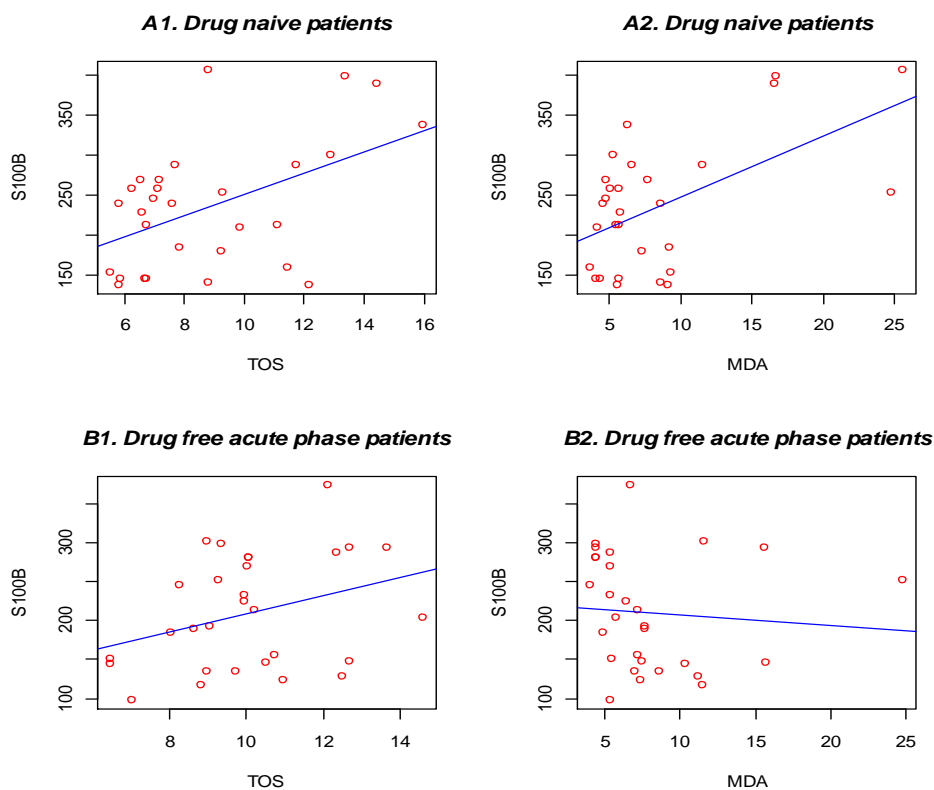 A1. Drug naive patients
S100B
350
250
150
6 8 10 12 14 16
TOS
A2. Drug naive patients
S100B
350
250
150
5 10 15 20 25
MDA
B1. Drug free acute phase patients
S100B
300
200
100
8 10 12 14
TOS
B2. Drug free acute phase patients
S100B
300
200
100
5 10 15 20 25
MDA